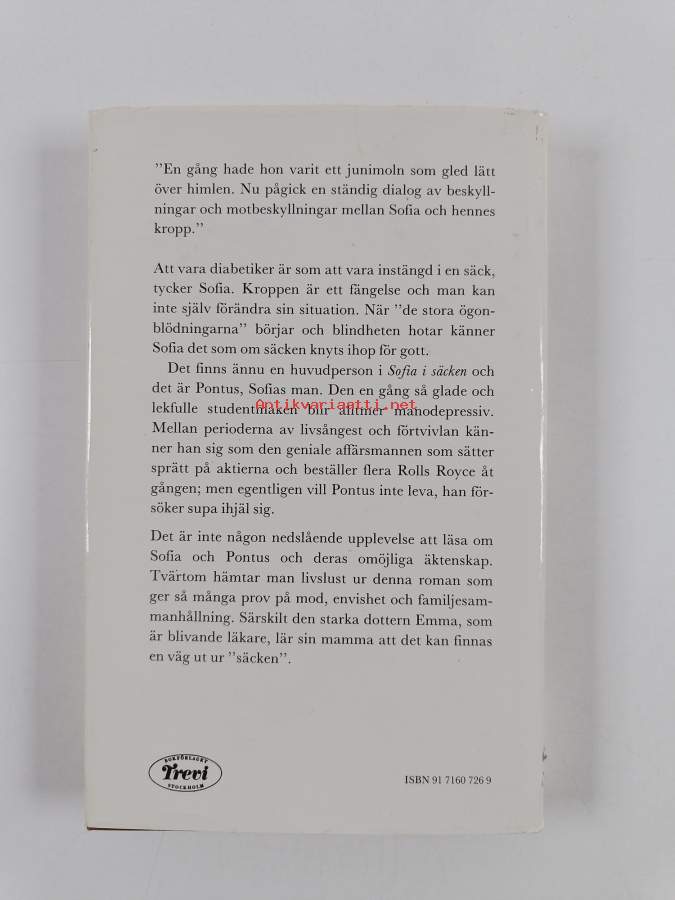 ”En gång hade hon varit ett junimoln som gled lätt
över himlen. Nu pågick en ständig dialog av beskyll-
ningar och motbeskyllningar mellan Sofia och hennes
kropp.”
Att vara diabetiker är som att vara instängd i en säck,
tycker Sofia. Kroppen är ett fängelse och man kan
inte själv förändra sin situation. När ”de stora ögon-
blödningarna” börjar och blindheten hotar känner
Sofia det som om säcken knyts ihop för gott.
Det finns ännu en huvudperson i Sofia i säcken och
det är Pontus, Sofias man. Den en gång så glade och
Antikvariaatti.net
lekfulle studentfilaken blir alltmer manodepressiv.
Mellan perioderna av livsångest och förtvivlan kän-
ner han sig som den geniale affärsmannen som sätter
sprätt på aktierna och beställer flera Rolls Royce åt
gången; men egentligen vill Pontus inte leva, han för-
söker supa ihjäl sig.
Det är inte någon nedslående upplevelse att läsa om
Sofia och Pontus och deras omöjliga äktenskap.
Tvärtom hämtar man livslust ur denna roman som
ger så många prov på mod, envishet och familjesam-
manhållning. Särskilt den starka dottern Emma, som
är blivande läkare, lär sin mamma att det kan finnas
en väg ut ur ”säcken”.
BOKFÖRLAGET
Trevi
STOCKHOLM
ISBN 91 7160 726 9